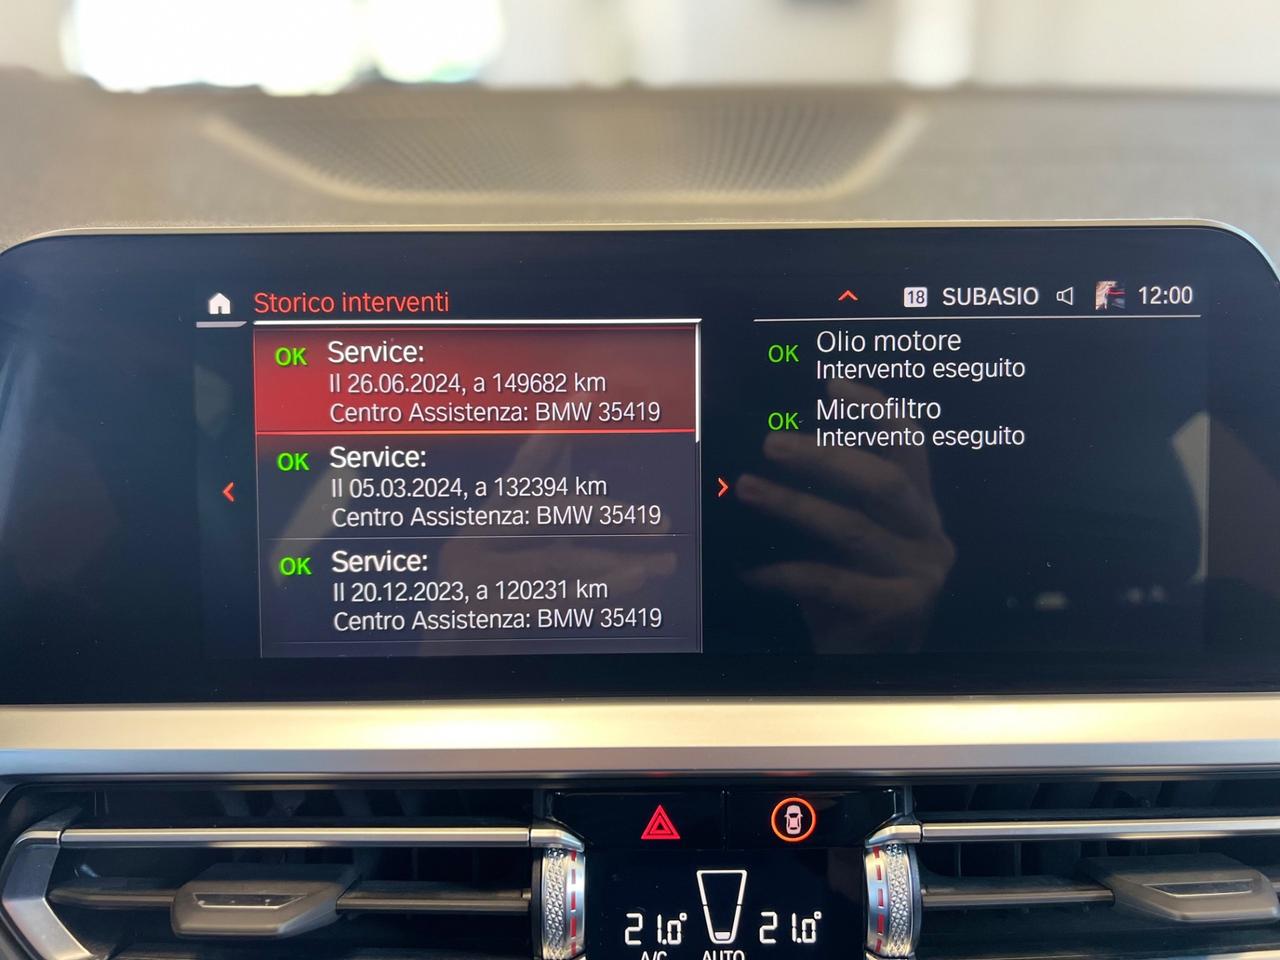 Storico interventi
18 SUBASIO 12:00
OK Service:
Il 26.06.2024, a 149682 km
Centro Assistenza: BMW 35419
OK Service:
Il 05.03.2024, a 132394 km
Centro Assistenza: BMW 35419
OK Service:
Il 20.12.2023, a 120231 km
Centro Assistenza: BMW 35419
OK Olio motore
Intervento eseguito
OK Microfiltro
Intervento eseguito
21.0° 21.0°
A/C AUTO